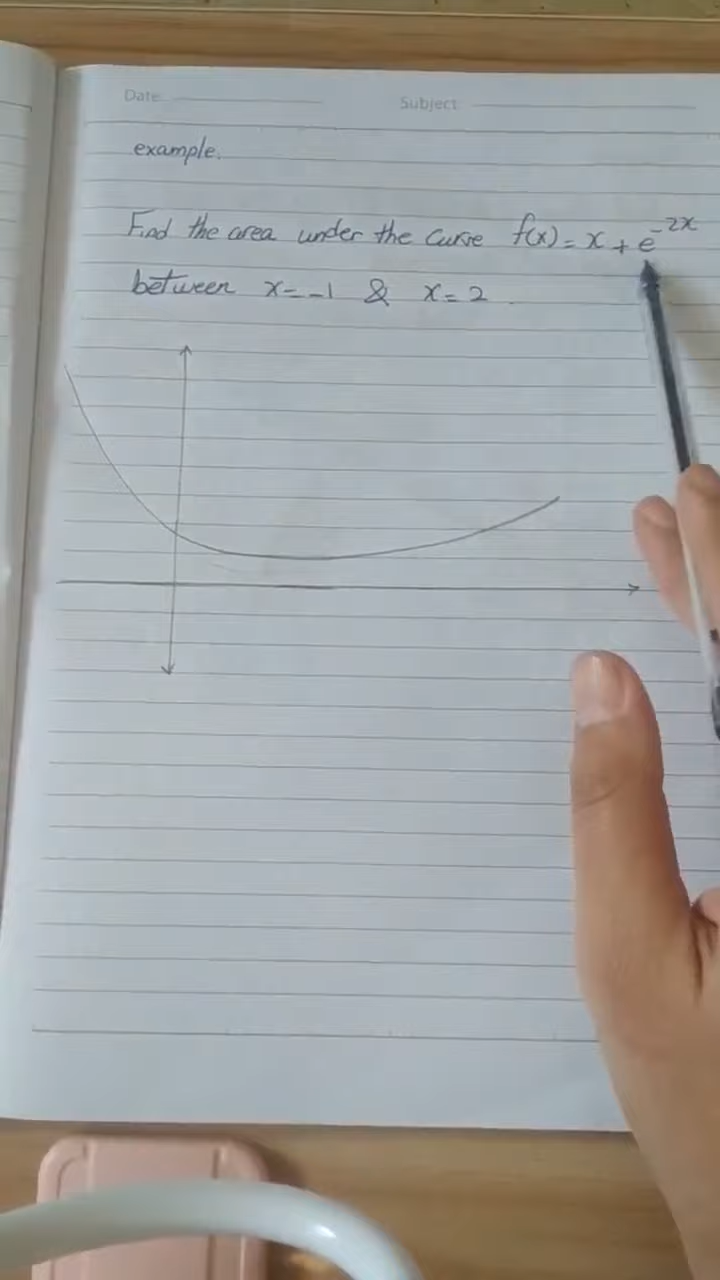 Date
Subject
example.
Find the area under the curve f(x) = x + e^-2x
between x=-1 & x=2.